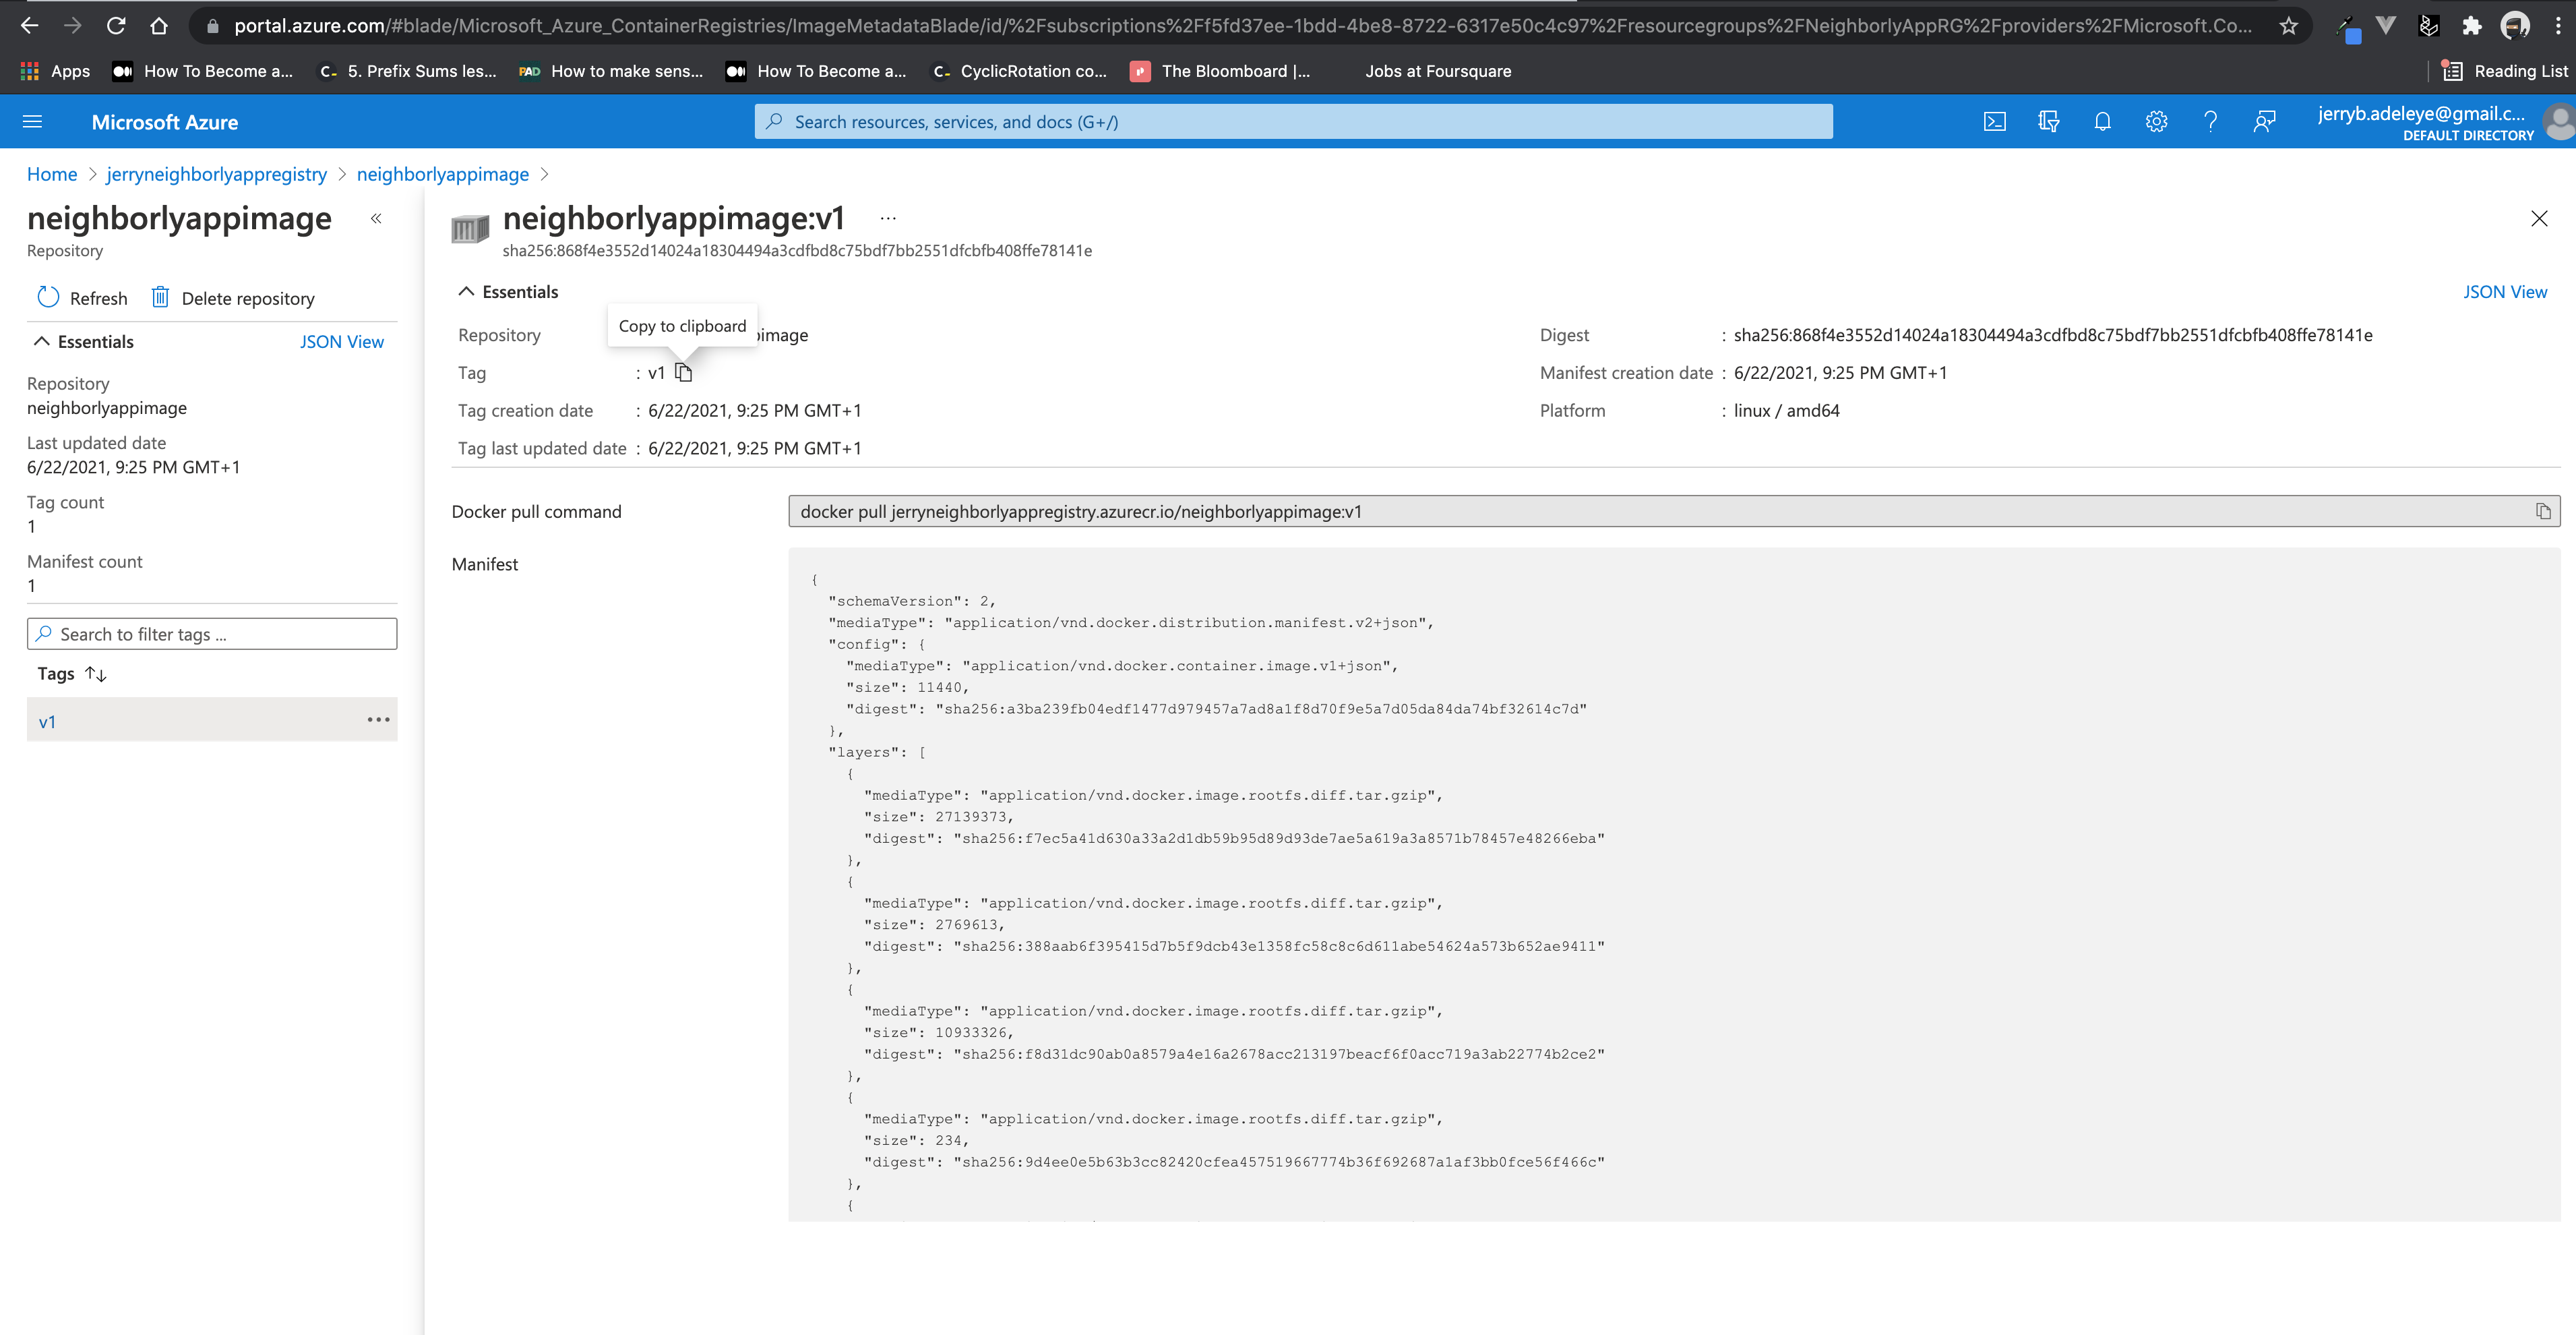 portal.azure.com/#blade/Microsoft_Azure_ContainerRegistries/ImageMetadataBlade/id/%2Fsubscriptions%2Ff5fd37ee-1bdd-4be8-8722-6317e50c4c97%2Fresourcegroups%2FNeighborlyAppRG%2Fproviders%2FMicrosoft.Co...
Apps How To Become a... C- 5. Prefix Sums les... PAD How to make sens... How To Become a... C- CyclicRotation co... The Bloomboard |... Jobs at Foursquare Reading List
Microsoft Azure
Search resources, services, and docs (G+/)
jerryb.adeleye@gmail.c...
DEFAULT DIRECTORY
Home > jerryneighborlyappregistry > neighborlyappimage >
neighborlyappimage «
Repository
Refresh Delete repository
Essentials JSON View
Repository
neighborlyappimage
Last updated date
6/22/2021, 9:25 PM GMT+1
Tag count
1
Manifest count
1
Search to filter tags ...
Tags ↑↓
v1 ...
neighborlyappimage:v1 ...
sha256:868f4e3552d14024a18304494a3cdfbd8c75bdf7bb2551dfcbfb408ffe78141e
Essentials JSON View
Copy to clipboard
Repository image
Tag : v1
Tag creation date : 6/22/2021, 9:25 PM GMT+1
Tag last updated date : 6/22/2021, 9:25 PM GMT+1
Digest : sha256:868f4e3552d14024a18304494a3cdfbd8c75bdf7bb2551dfcbfb408ffe78141e
Manifest creation date : 6/22/2021, 9:25 PM GMT+1
Platform : linux / amd64
Docker pull command docker pull jerryneighborlyappregistry.azurecr.io/neighborlyappimage:v1
Manifest
{
"schemaVersion": 2,
"mediaType": "application/vnd.docker.distribution.manifest.v2+json",
"config": {
"mediaType": "application/vnd.docker.container.image.v1+json",
"size": 11440,
"digest": "sha256:a3ba239fb04edf1477d979457a7ad8a1f8d70f9e5a7d05da84da74bf32614c7d"
},
"layers": [
{
"mediaType": "application/vnd.docker.image.rootfs.diff.tar.gzip",
"size": 27139373,
"digest": "sha256:f7ec5a41d630a33a2d1db59b95d89d93de7ae5a619a3a8571b78457e48266eba"
},
{
"mediaType": "application/vnd.docker.image.rootfs.diff.tar.gzip",
"size": 2769613,
"digest": "sha256:388aab6f395415d7b5f9dcb43e1358fc58c8c6d611abe54624a573b652ae9411"
},
{
"mediaType": "application/vnd.docker.image.rootfs.diff.tar.gzip",
"size": 10933326,
"digest": "sha256:f8d31dc90ab0a8579a4e16a2678acc213197beacf6f0acc719a3ab22774b2ce2"
},
{
"mediaType": "application/vnd.docker.image.rootfs.diff.tar.gzip",
"size": 234,
"digest": "sha256:9d4ee0e5b63b3cc82420cfea457519667774b36f692687a1af3bb0fce56f466c"
},
{